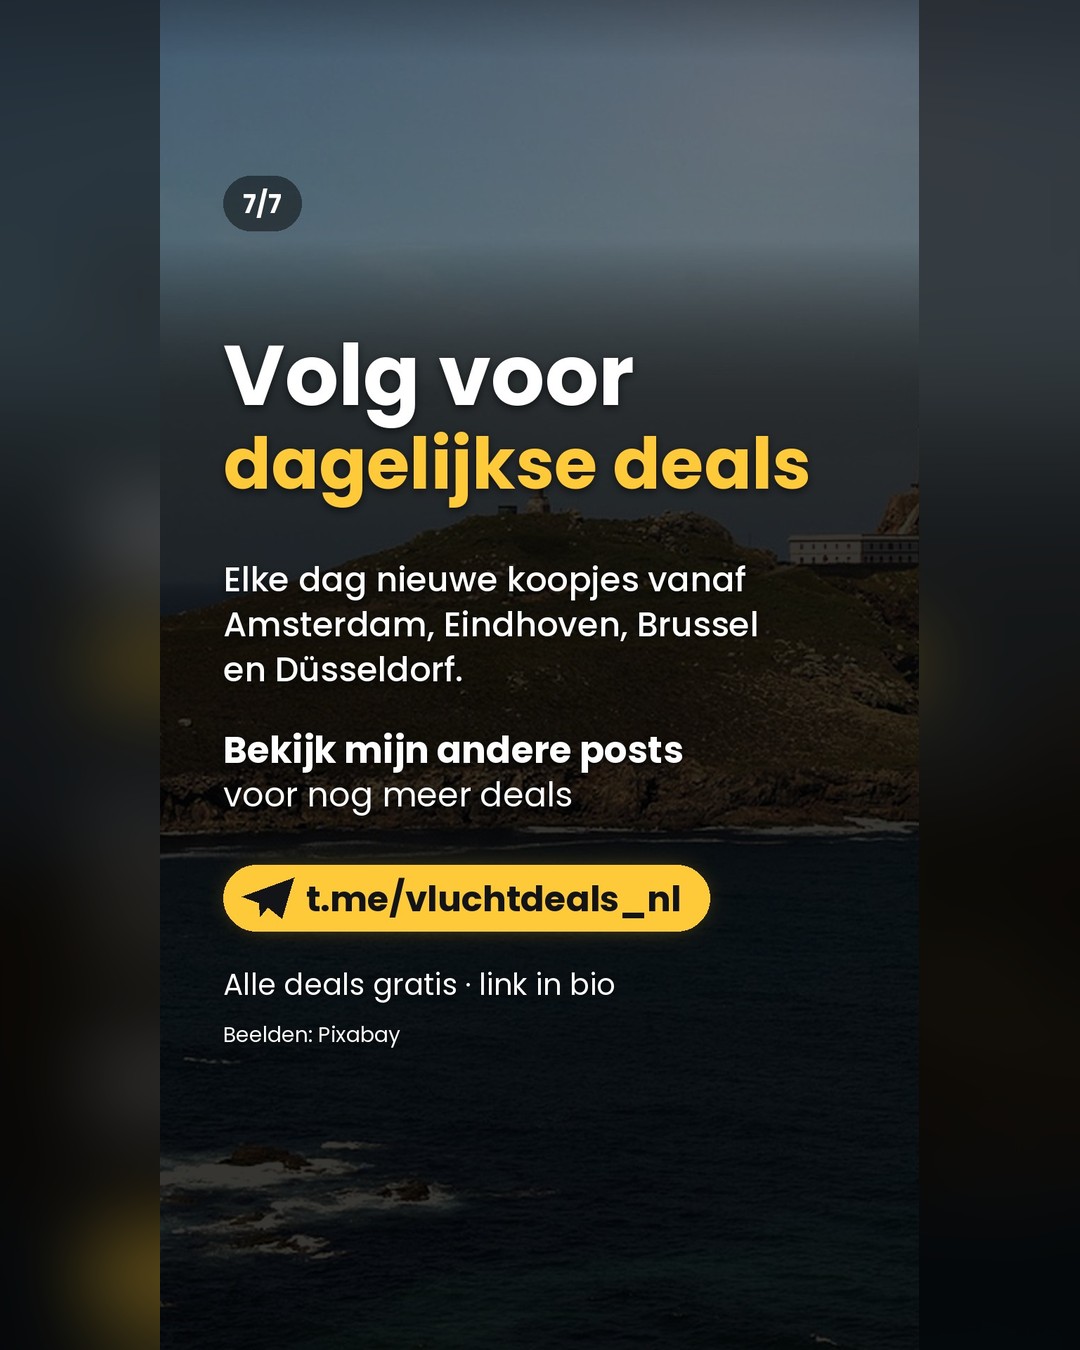 7/7
Volg voor
dagelijkse deals
Elke dag nieuwe koopjes vanaf
Amsterdam, Eindhoven, Brussel
en Düsseldorf.
Bekijk mijn andere posts
voor nog meer deals
t.me/vluchtdeals_nl
Alle deals gratis · link in bio
Beelden: Pixabay